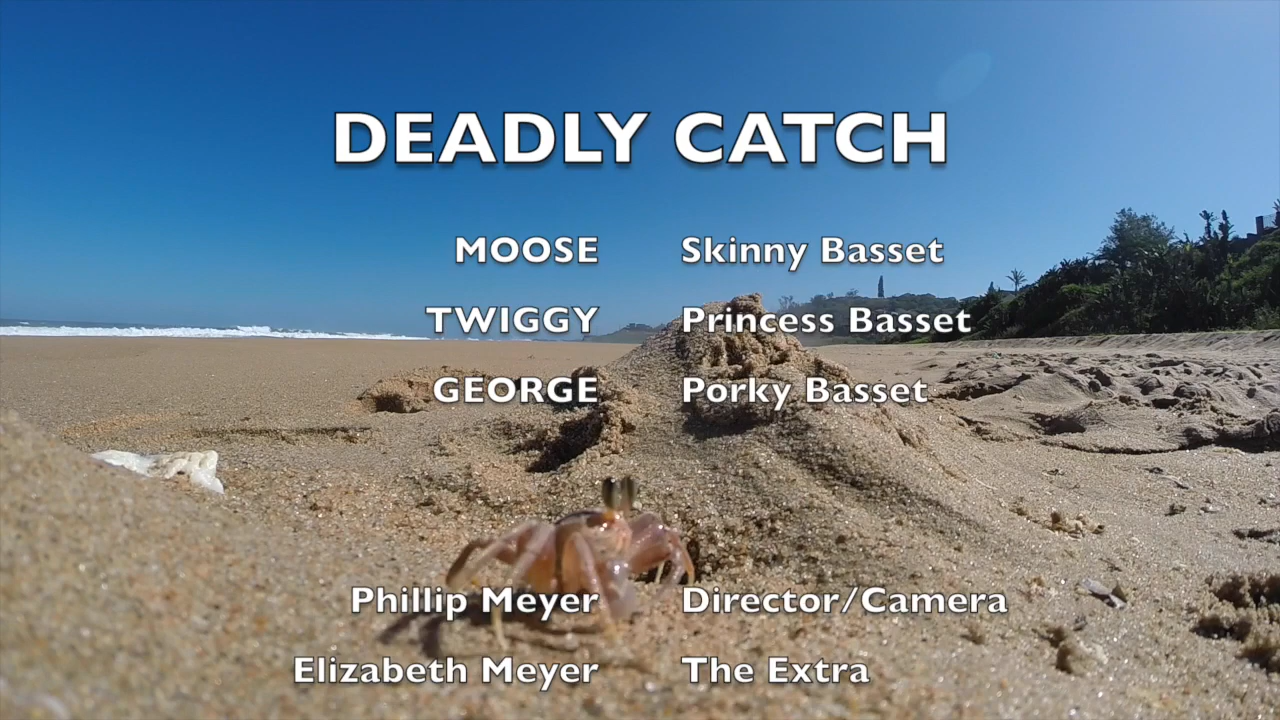 DEADLY CATCH
MOOSE Skinny Basset
TWIGGY Princess Basset
GEORGE Porky Basset
Phillip Meyer Director/Camera
Elizabeth Meyer The Extra